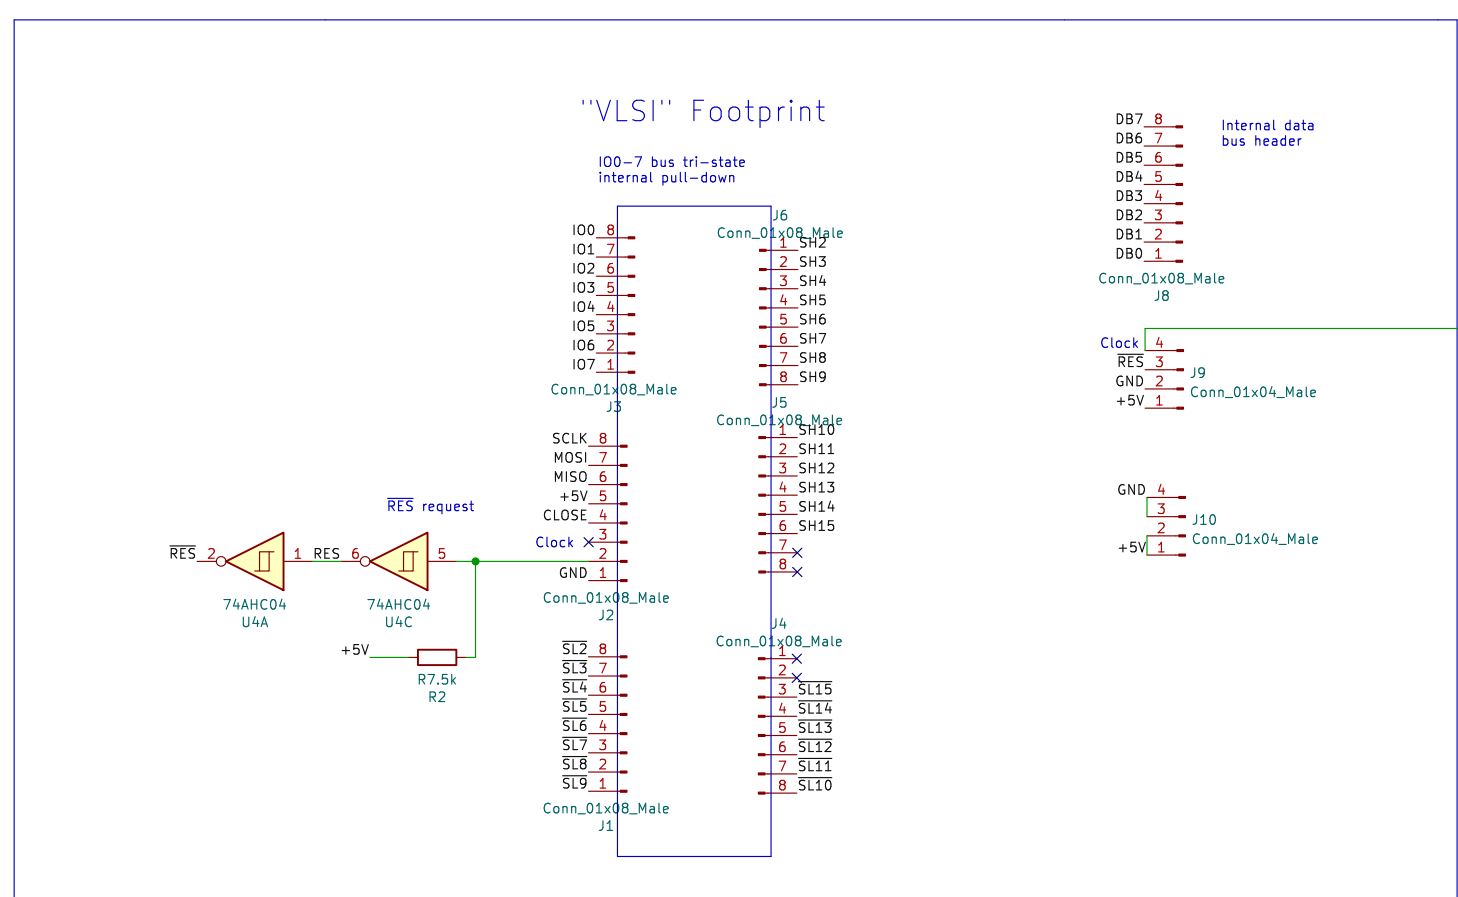 "VLSI" Footprint
IO0-7 bus tri-state
internal pull-down
J6
Conn_01x08_Male
IO0 8
IO1 7
IO2 6
IO3 5
IO4 4
IO5 3
IO6 2
IO7 1
Conn_01x08_Male
J3
1 SH2
2 SH3
3 SH4
4 SH5
5 SH6
6 SH7
7 SH8
8 SH9
J5
Conn_01x08_Male
SCLK 8
MOSI 7
MISO 6
+5V 5
CLOSE 4
Clock 3
2
GND 1
Conn_01x08_Male
J2
1 SH10
2 SH11
3 SH12
4 SH13
5 SH14
6 SH15
7
8
RES request
RES 2
1 RES 6
5
74AHC04
U4A
74AHC04
U4C
+5V
R7.5k
R2
J4
Conn_01x08_Male
SL2 8
SL3 7
SL4 6
SL5 5
SL6 4
SL7 3
SL8 2
SL9 1
Conn_01x08_Male
J1
1
2
3 SL15
4 SL14
5 SL13
6 SL12
7 SL11
8 SL10
DB7 8
DB6 7
DB5 6
DB4 5
DB3 4
DB2 3
DB1 2
DB0 1
Conn_01x08_Male
J8
Internal data
bus header
Clock 4
RES 3
GND 2
+5V 1
J9
Conn_01x04_Male
GND 4
3
2
+5V 1
J10
Conn_01x04_Male